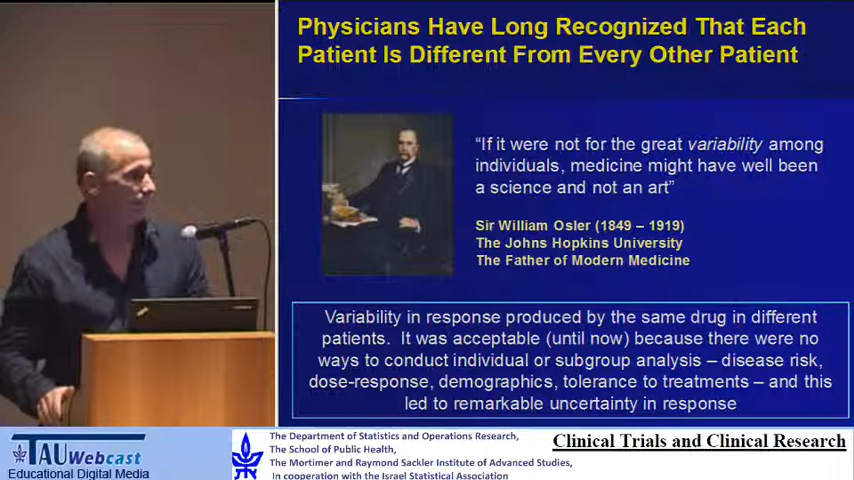 Physicians Have Long Recognized That Each
Patient Is Different From Every Other Patient
“If it were not for the great variability among
individuals, medicine might have well been
a science and not an art”
Sir William Osler (1849 – 1919)
The Johns Hopkins University
The Father of Modern Medicine
Variability in response produced by the same drug in different
patients. It was acceptable (until now) because there were no
ways to conduct individual or subgroup analysis – disease risk,
dose-response, demographics, tolerance to treatments – and this
led to remarkable uncertainty in response
TAU Webcast
Educational Digital Media
The Department of Statistics and Operations Research,
The School of Public Health,
The Mortimer and Raymond Sackler Institute of Advanced Studies,
In cooperation with the Israel Statistical Association
Clinical Trials and Clinical Research